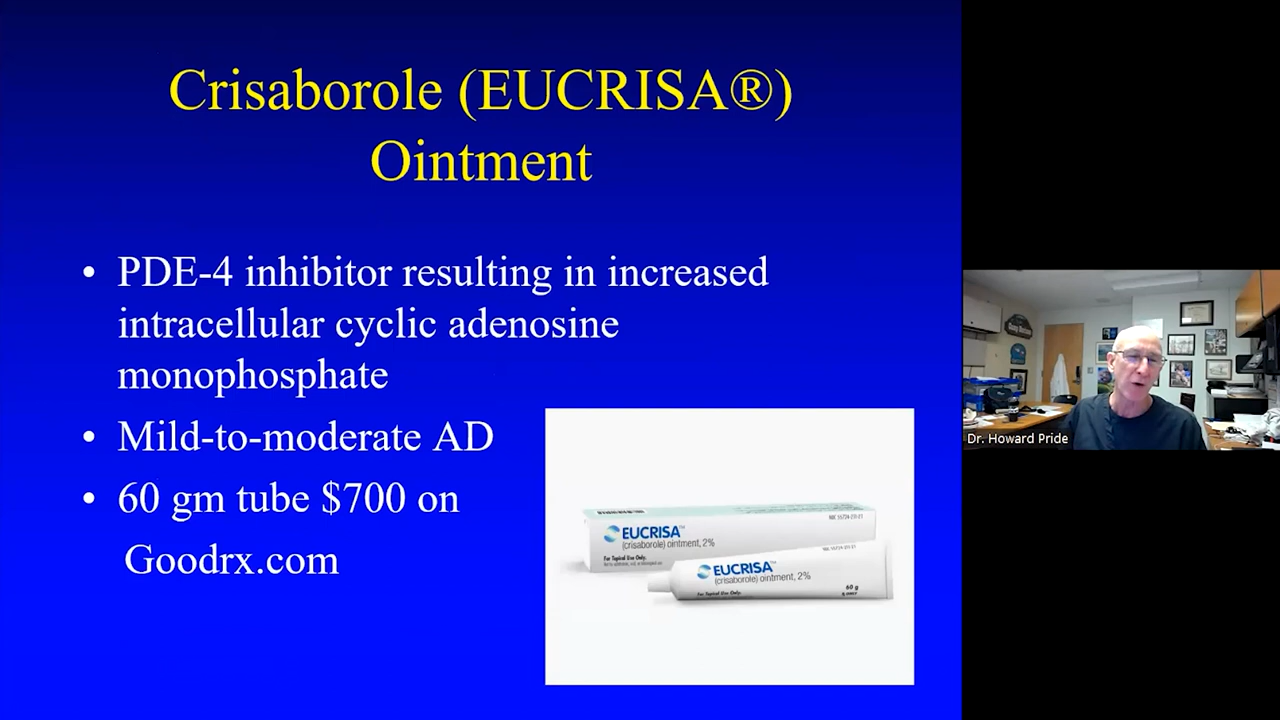 Crisaborole (EUCRISA®)
Ointment
• PDE-4 inhibitor resulting in increased
intracellular cyclic adenosine
monophosphate
• Mild-to-moderate AD
• 60 gm tube $700 on
Goodrx.com
EUCRISA™
(crisaborole) ointment, 2%
For Topical Use Only.
EUCRISA™
(crisaborole) ointment, 2%
For Topical Use Only.
60 g
Dr. Howard Pride